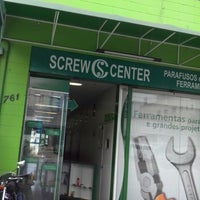 SCREW CENTER
PARAFUSOS
FERRAM
761
Ferramentas para
e grandes projet